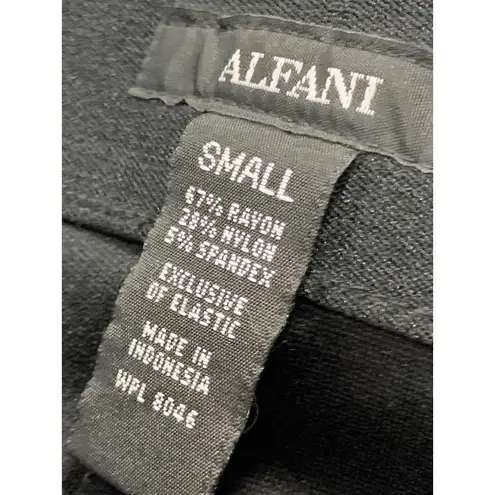 ALFANI
SMALL
67% RAYON
28% NYLON
5% SPANDEX
EXCLUSIVE
OF ELASTIC
MADE IN
INDONESIA
WPL 8046